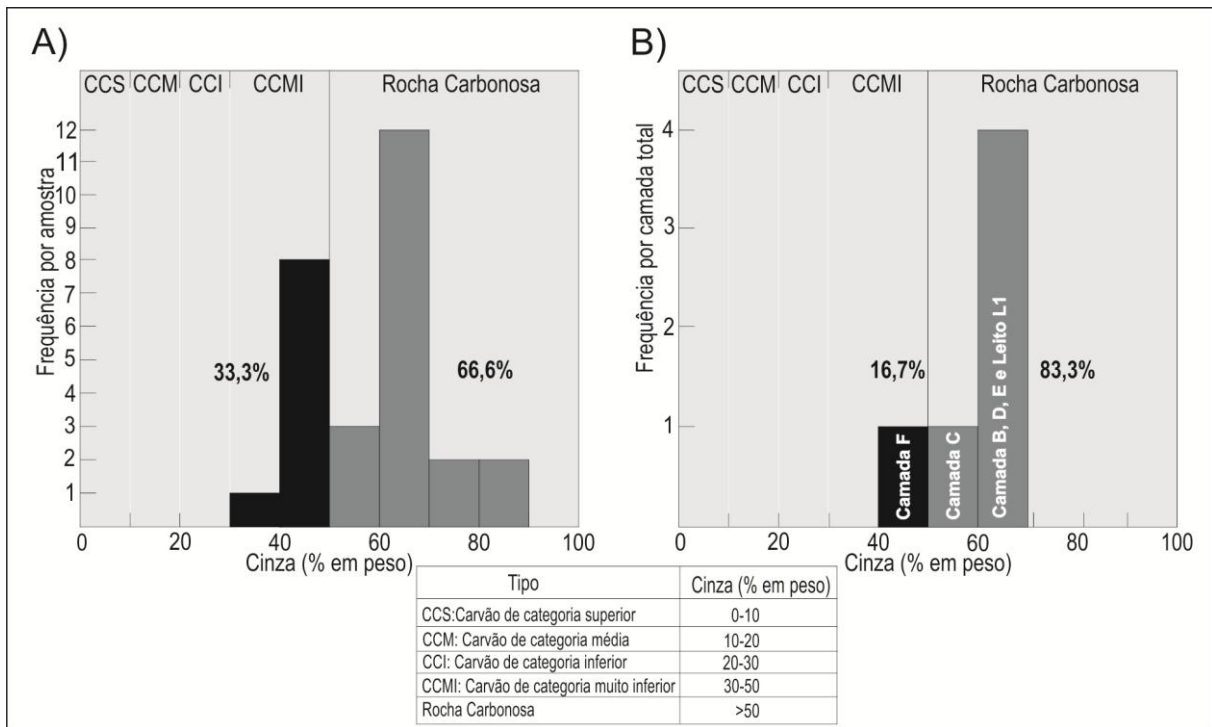 A)
CCS CCM CCI CCMI Rocha Carbonosa
Frequência por amostra
12
11
10
9
8
7
6
5
4
3
2
1
33,3%
66,6%
0 20 40 60 80 100
Cinza (% em peso)
B)
CCS CCM CCI CCMI Rocha Carbonosa
Frequência por camada total
4
3
2
1
16,7%
83,3%
Camada F
Camada C
Camada B, D, E e Leito L1
0 20 40 60 80 100
Cinza (% em peso)
Tipo Cinza (% em peso)
CCS:Carvão de categoria superior 0-10
CCM: Carvão de categoria média 10-20
CCI: Carvão de categoria inferior 20-30
CCMI: Carvão de categoria muito inferior 30-50
Rocha Carbonosa >50